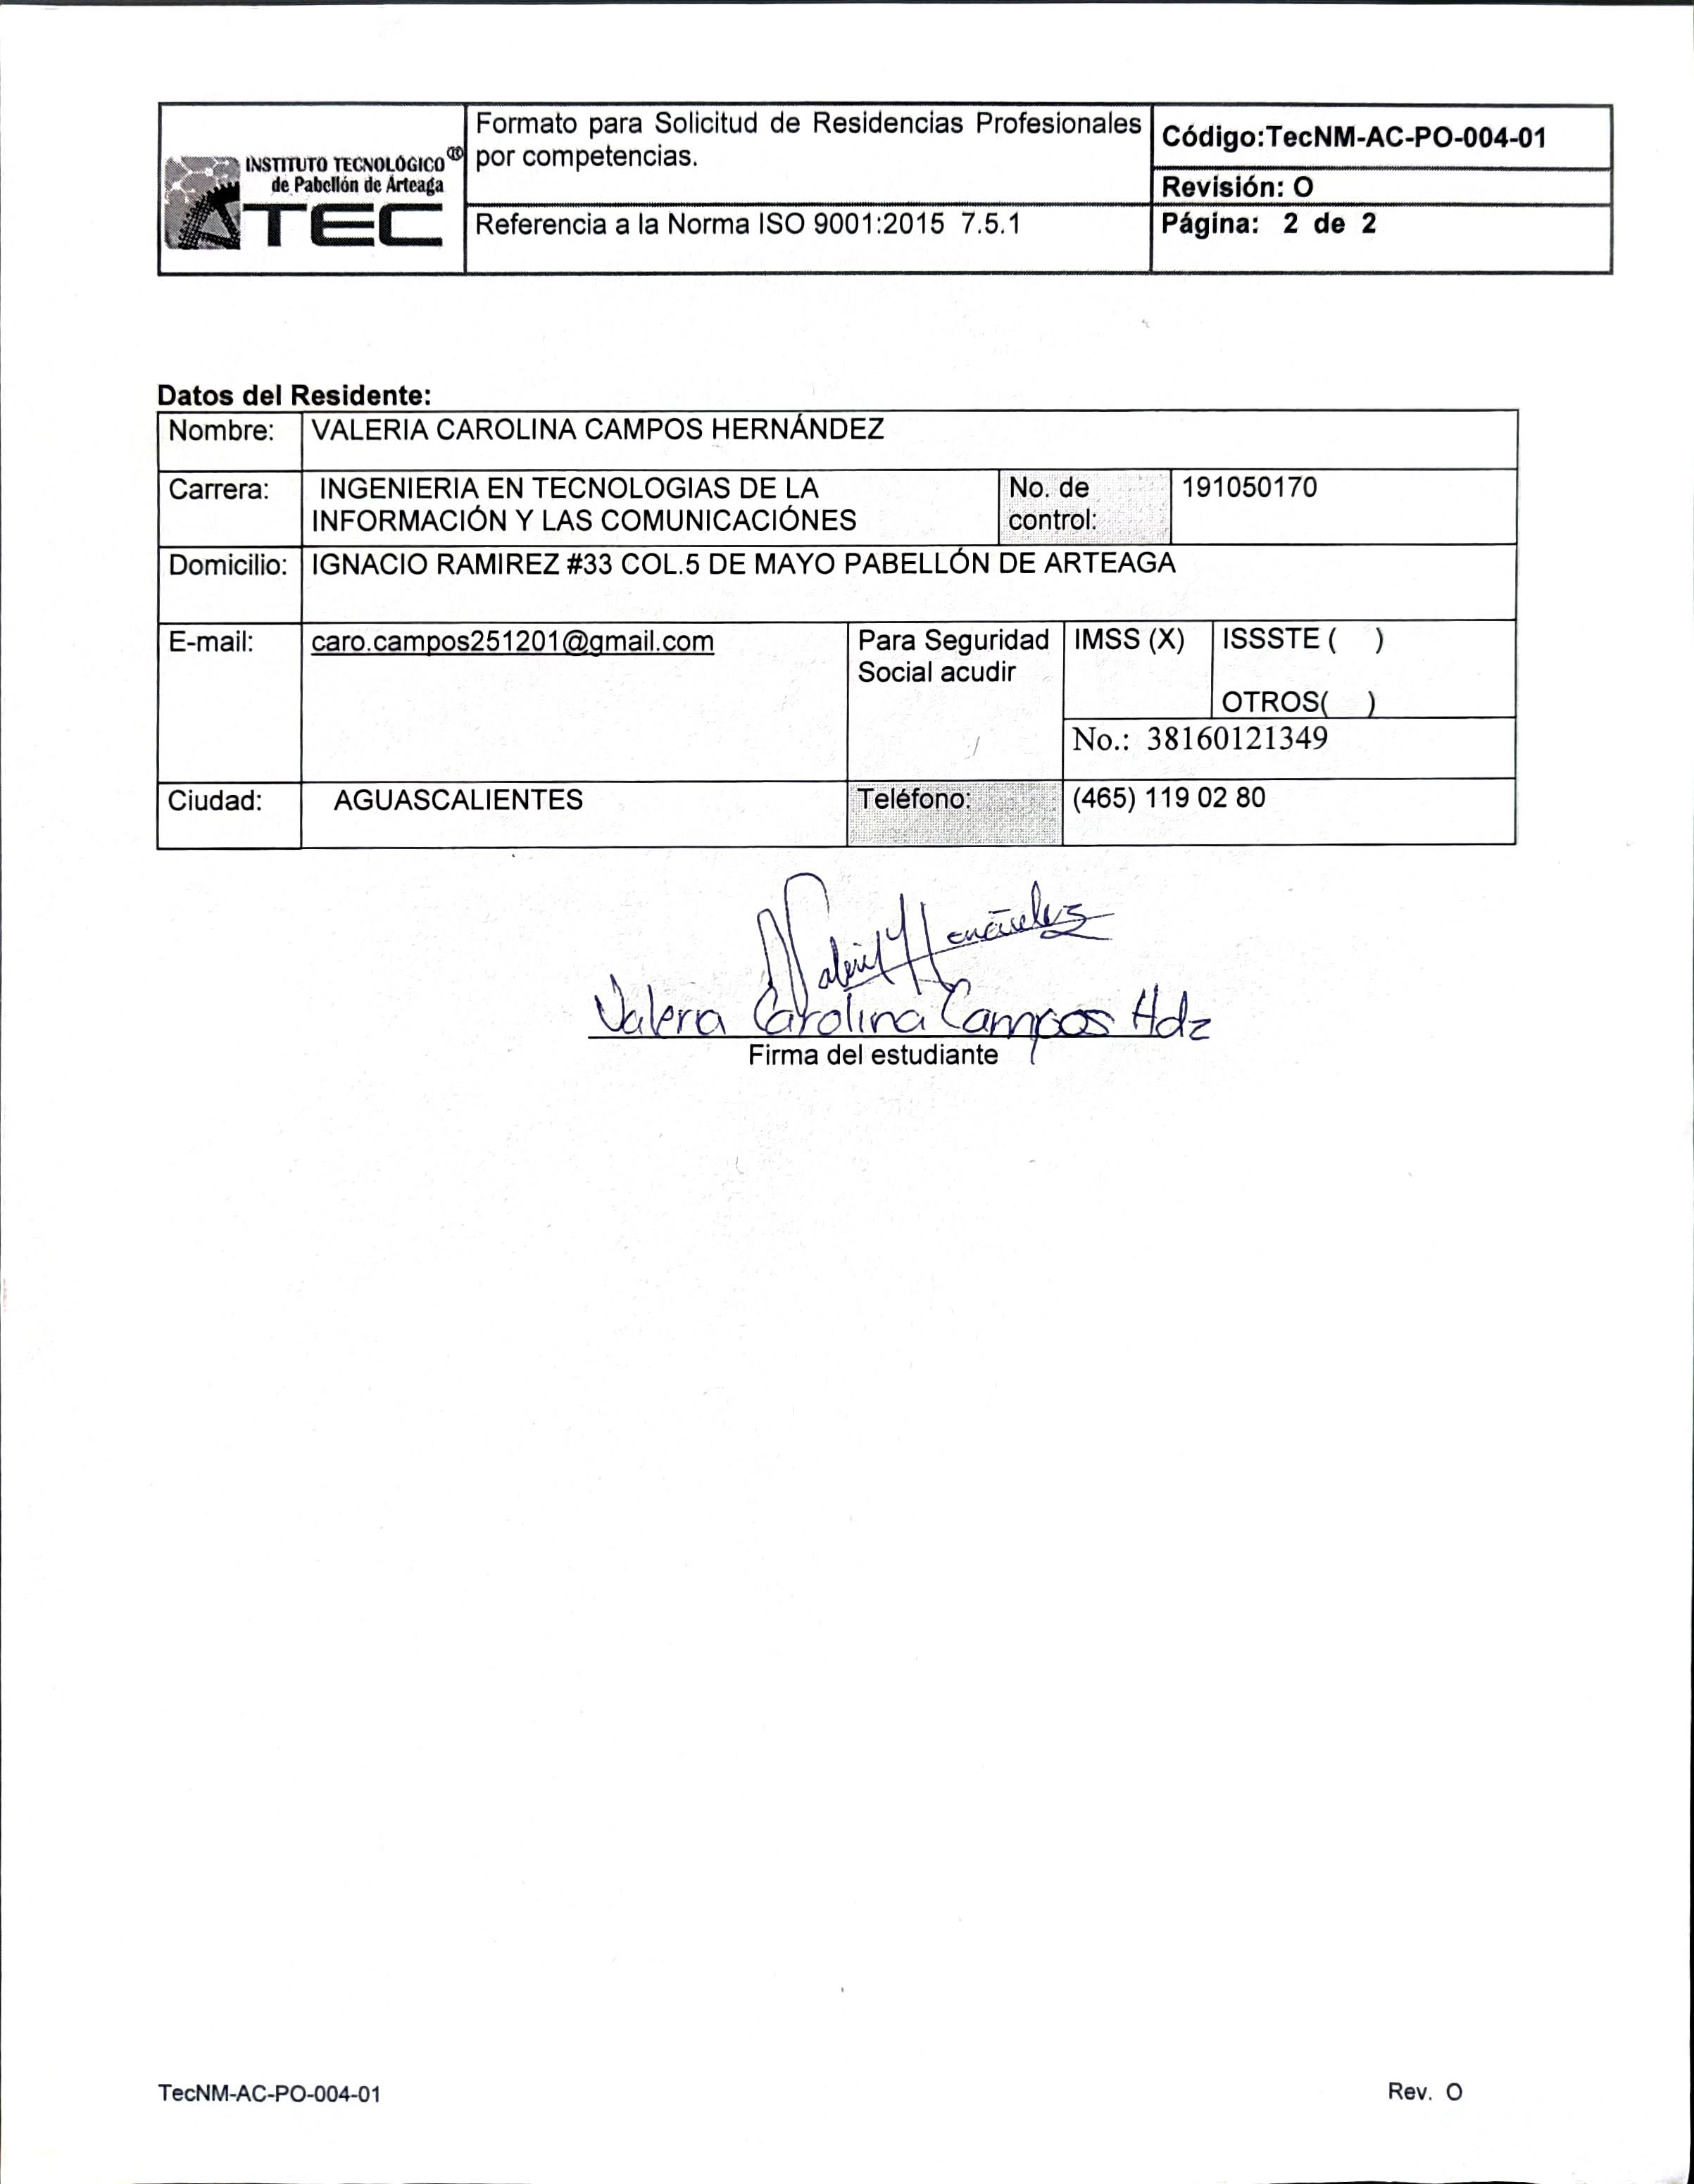 INSTITUTO TECNOLÓGICO®
de Pabellón de Arteaga
TEC
Formato para Solicitud de Residencias Profesionales
por competencias.
Referencia a la Norma ISO 9001:2015 7.5.1
Código:TecNM-AC-PO-004-01
Revisión: O
Página: 2 de 2
Datos del Residente:
Nombre: VALERIA CAROLINA CAMPOS HERNÁNDEZ
Carrera: INGENIERIA EN TECNOLOGIAS DE LA
INFORMACIÓN Y LAS COMUNICACIÓNES
No. de
control:
191050170
Domicilio: IGNACIO RAMIREZ #33 COL.5 DE MAYO PABELLÓN DE ARTEAGA
E-mail: caro.campos251201@gmail.com
Para Seguridad
Social acudir
IMSS (X)
ISSSTE ( )
OTROS( )
No.: 38160121349
Ciudad: AGUASCALIENTES
Teléfono: (465) 119 02 80
Valeria Carolina Campos Hdz
Firma del estudiante
TecNM-AC-PO-004-01
Rev. O